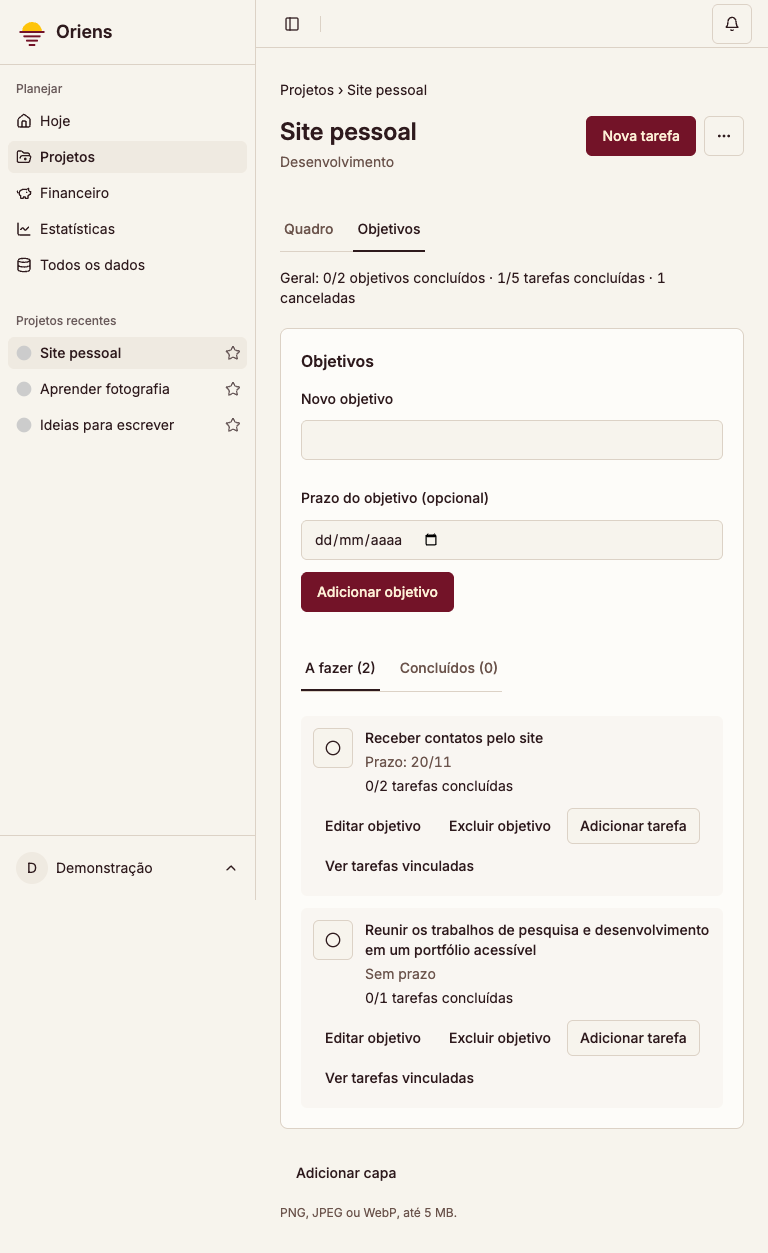 Oriens
Planejar
Hoje
Projetos
Financeiro
Estatísticas
Todos os dados
Projetos recentes
Site pessoal
Aprender fotografia
Ideias para escrever
D
Demonstração
Projetos › Site pessoal
Site pessoal
Desenvolvimento
Nova tarefa
Quadro
Objetivos
Geral: 0/2 objetivos concluídos · 1/5 tarefas concluídas · 1
canceladas
Objetivos
Novo objetivo
Prazo do objetivo (opcional)
dd/mm/aaaa
Adicionar objetivo
A fazer (2)
Concluídos (0)
Receber contatos pelo site
Prazo: 20/11
0/2 tarefas concluídas
Editar objetivo
Excluir objetivo
Adicionar tarefa
Ver tarefas vinculadas
Reunir os trabalhos de pesquisa e desenvolvimento
em um portfólio acessível
Sem prazo
0/1 tarefas concluídas
Editar objetivo
Excluir objetivo
Adicionar tarefa
Ver tarefas vinculadas
Adicionar capa
PNG, JPEG ou WebP, até 5 MB.